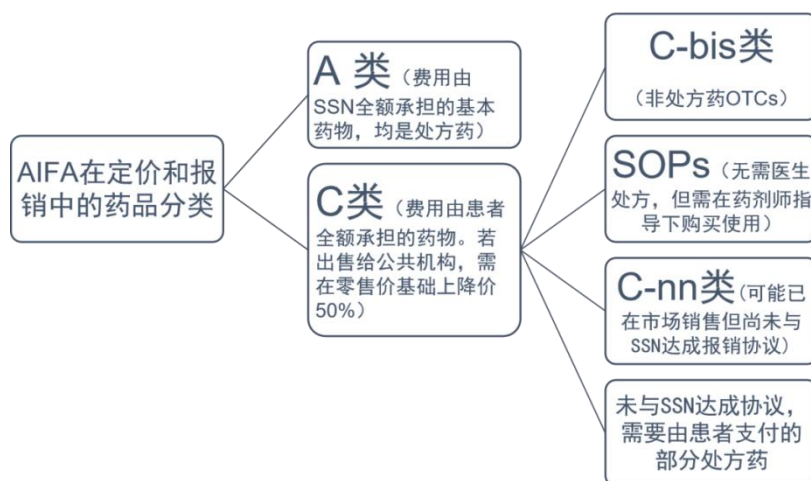 AIFA在定价和报
销中的药品分类
A 类（费用由
SSN全额承担的基本
药物，均是处方药）
C类（费用由患者
全额承担的药物。若
出售给公共机构，需
在零售价基础上降价
50%）
C-bis类
（非处方药OTCs）
SOPs（无需医生
处方，但需在药剂师指
导下购买使用）
C-nn类(可能已
在市场销售但尚未与
SSN达成报销协议）
未与SSN达成协议，
需要由患者支付的
部分处方药